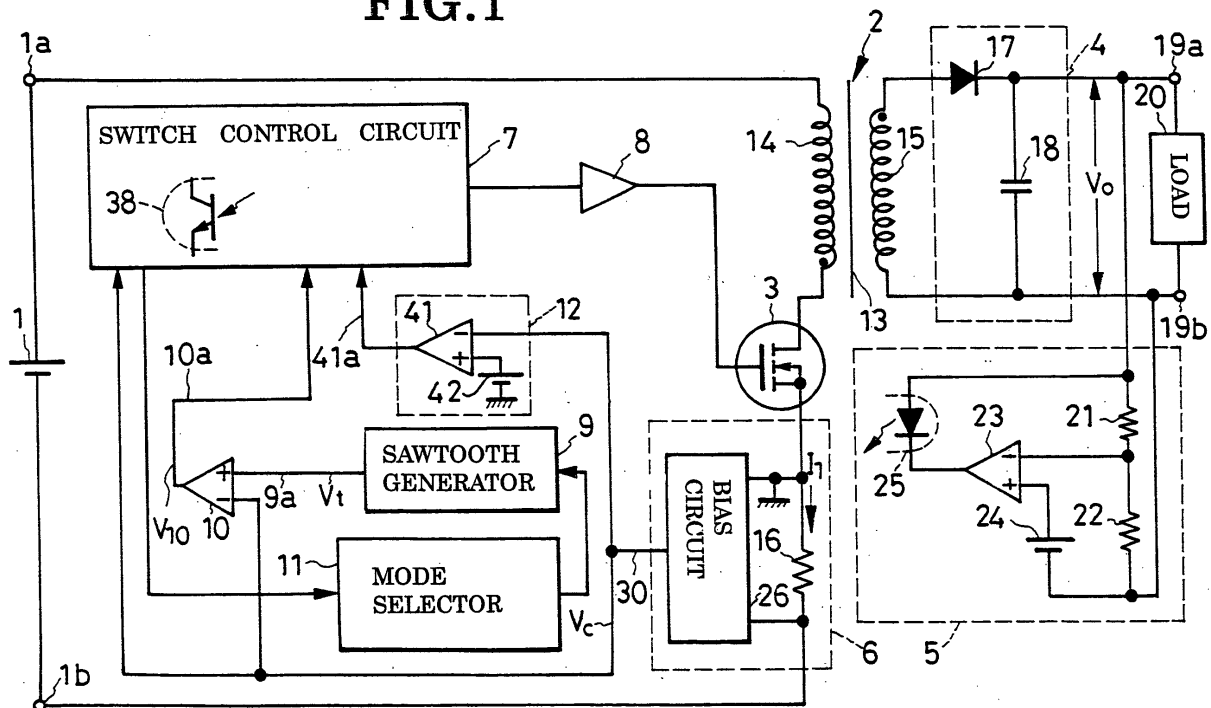 FIG.1
1a
2
17
4
19a
SWITCH CONTROL CIRCUIT
7
8
14
15
18
Vo
20
LOAD
38
3
13
19b
1
10a
41a
41
12
42
9
SAWTOOTH
GENERATOR
9a
Vt
V10
10
11
MODE
SELECTOR
Vc
30
BIAS
CIRCUIT
I1
16
26
6
25
23
21
24
22
5
1b